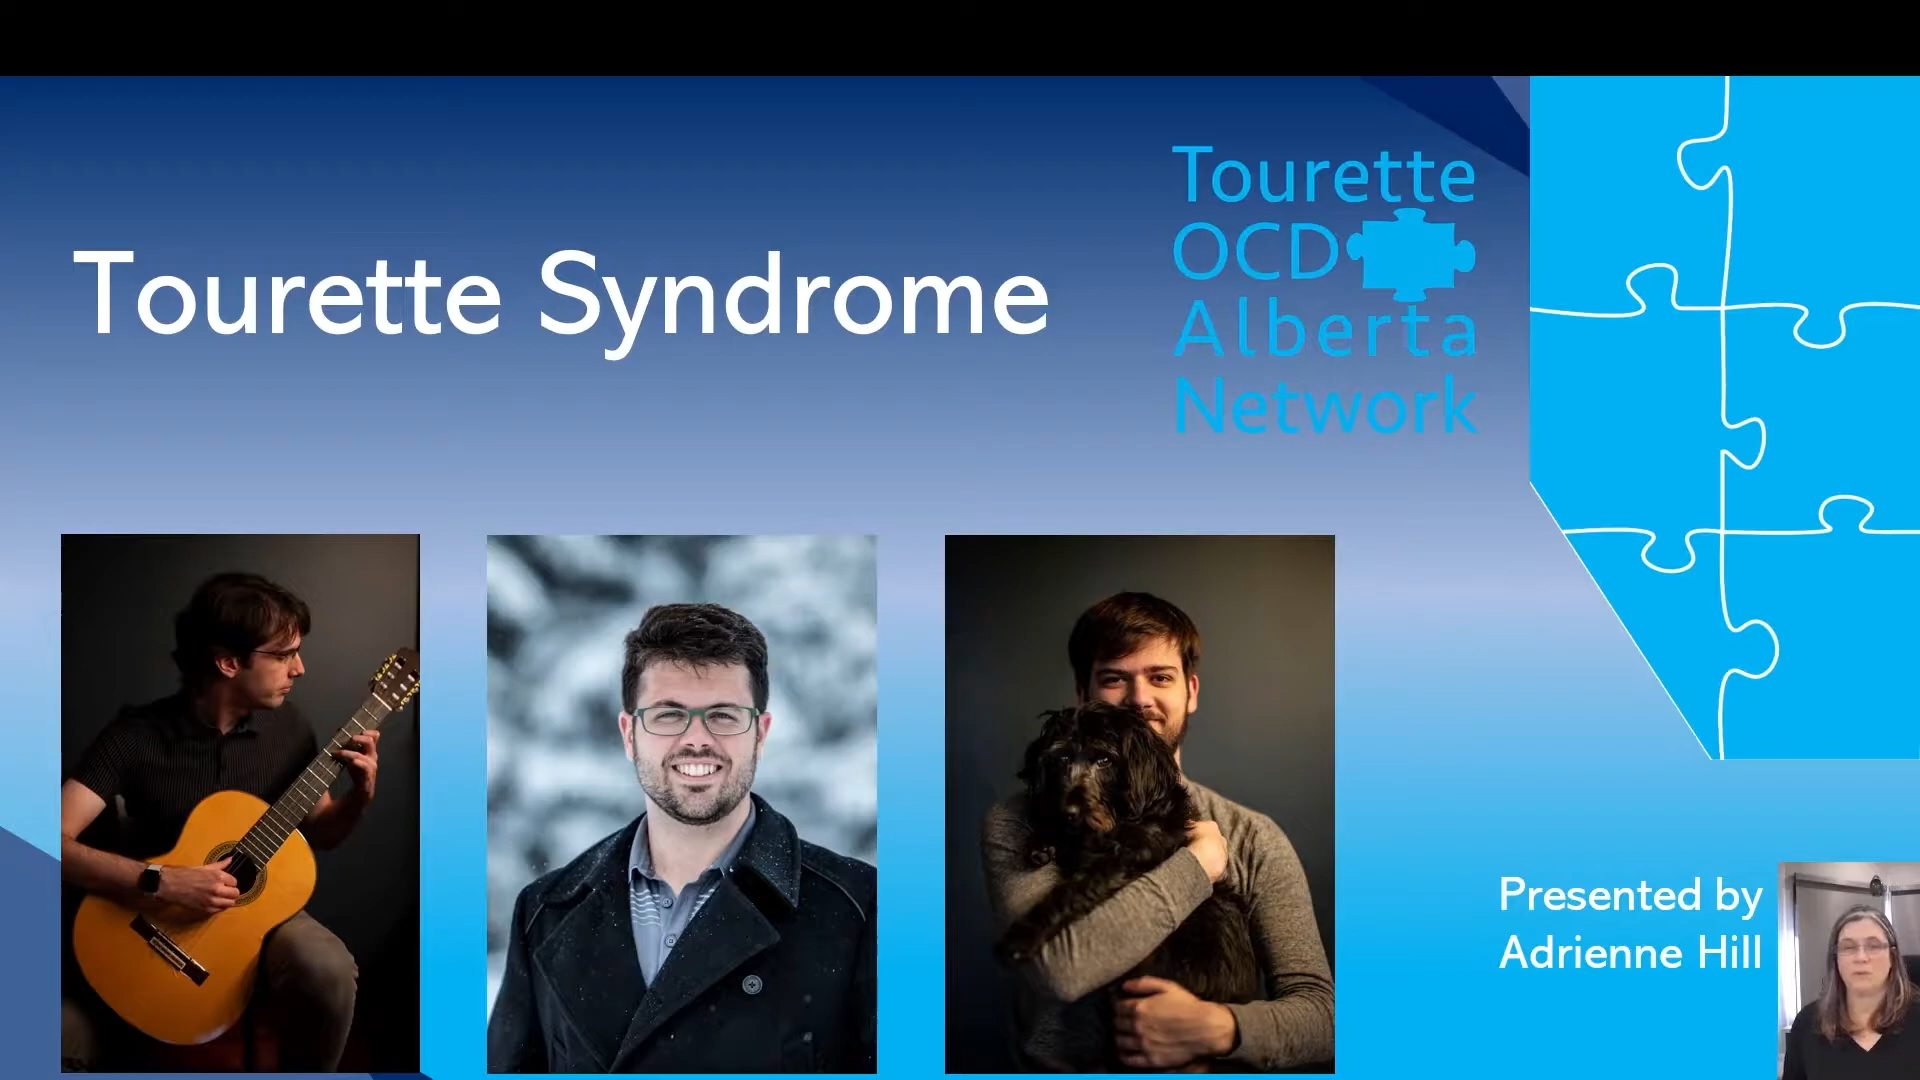 Tourette Syndrome
Tourette
OCD
Alberta
Network
Presented by
Adrienne Hill